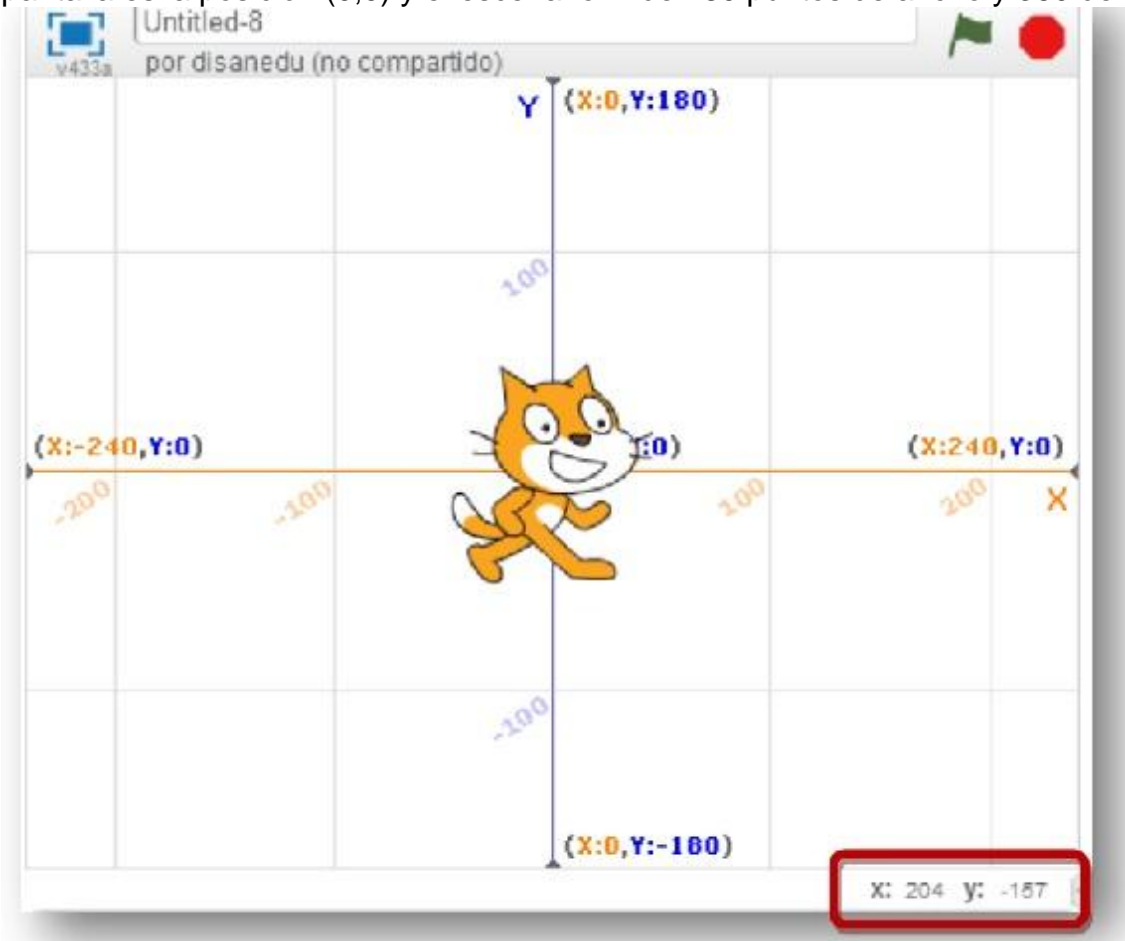 Untitled-8
v433a por disanedu (no compartido)
Y (X:0,Y:180)
100
(X:-240,Y:0) :0) (X:240,Y:0)
-200 -100 100 200 X
-100
(X:0,Y:-180)
x: 204 y: -157